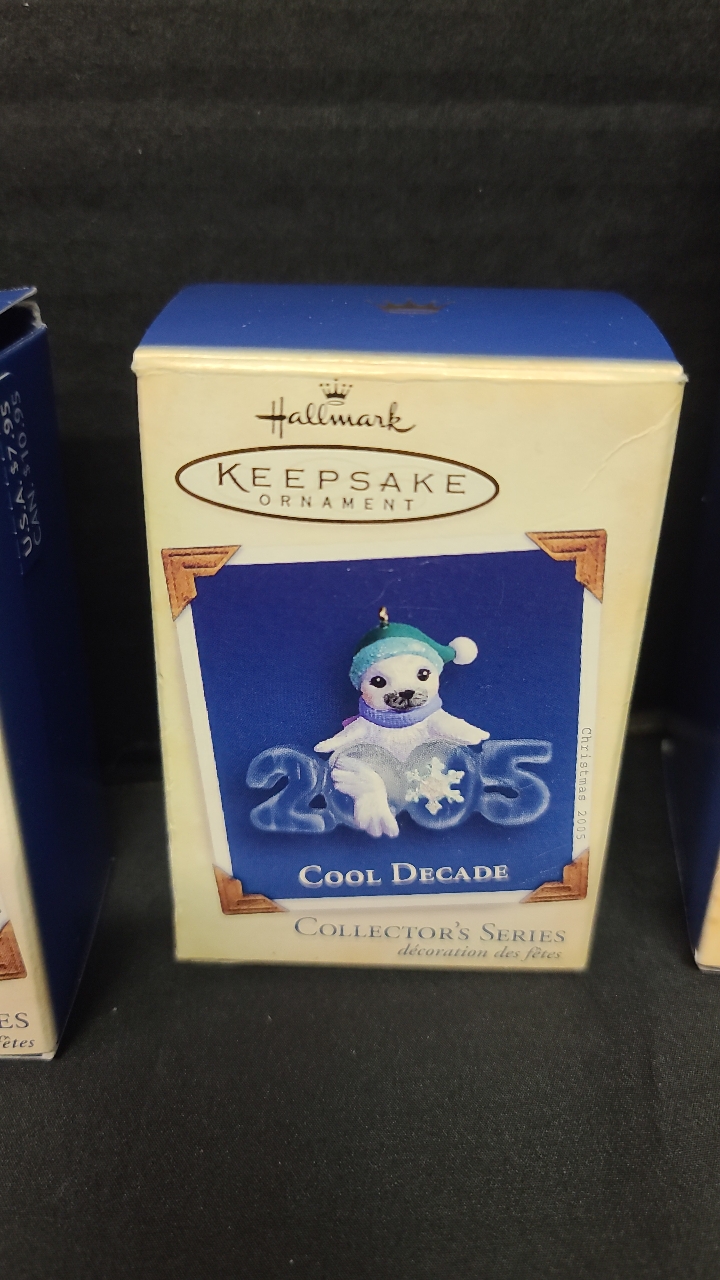 U.S.A. $7.95
CAN. $10.95
Hallmark
KEEPSAKE
ORNAMENT
2005
Christmas 2005
COOL DECADE
COLLECTOR'S SERIES
décoration des fêtes
ES
fêtes